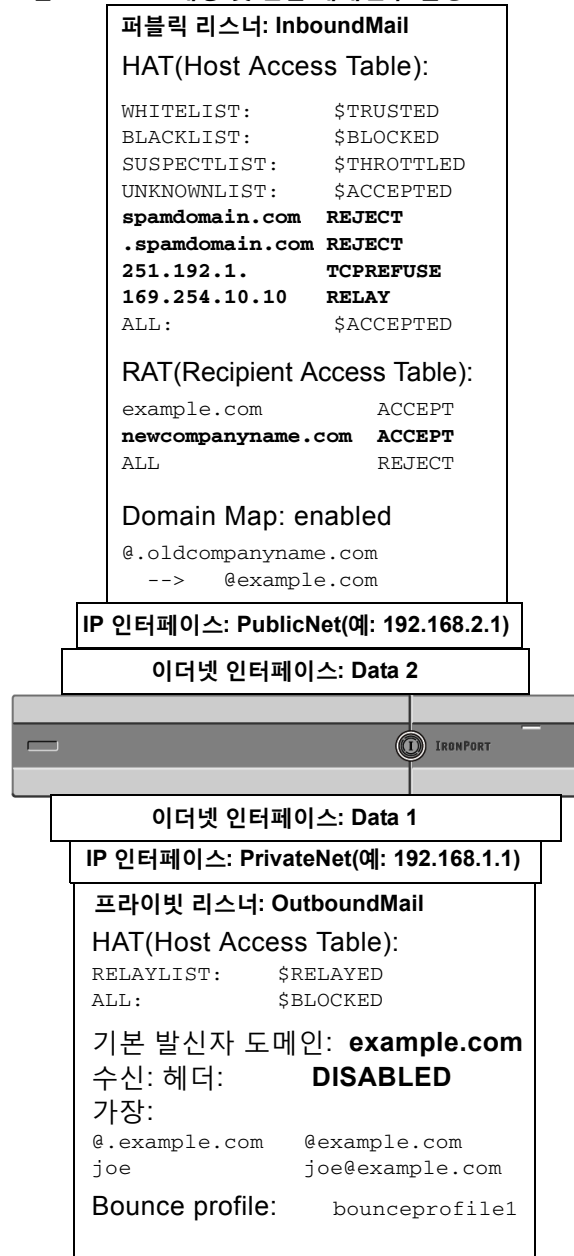 퍼블릭 리스너: InboundMail
HAT(Host Access Table):
WHITELIST: $TRUSTED
BLACKLIST: $BLOCKED
SUSPECTLIST: $THROTTLED
UNKNOWNLIST: $ACCEPTED
spamdomain.com REJECT
.spamdomain.com REJECT
251.192.1. TCPREFUSE
169.254.10.10 RELAY
ALL: $ACCEPTED
RAT(Recipient Access Table):
example.com ACCEPT
newcompanyname.com ACCEPT
ALL REJECT
Domain Map: enabled
@.oldcompanyname.com
--> @example.com
IP 인터페이스: PublicNet(예: 192.168.2.1)
이더넷 인터페이스: Data 2
IRONPORT
이더넷 인터페이스: Data 1
IP 인터페이스: PrivateNet(예: 192.168.1.1)
프라이빗 리스너: OutboundMail
HAT(Host Access Table):
RELAYLIST: $RELAYED
ALL: $BLOCKED
기본 발신자 도메인: example.com
수신: 헤더: DISABLED
가장:
@.example.com @example.com
joe joe@example.com
Bounce profile: bounceprofile1